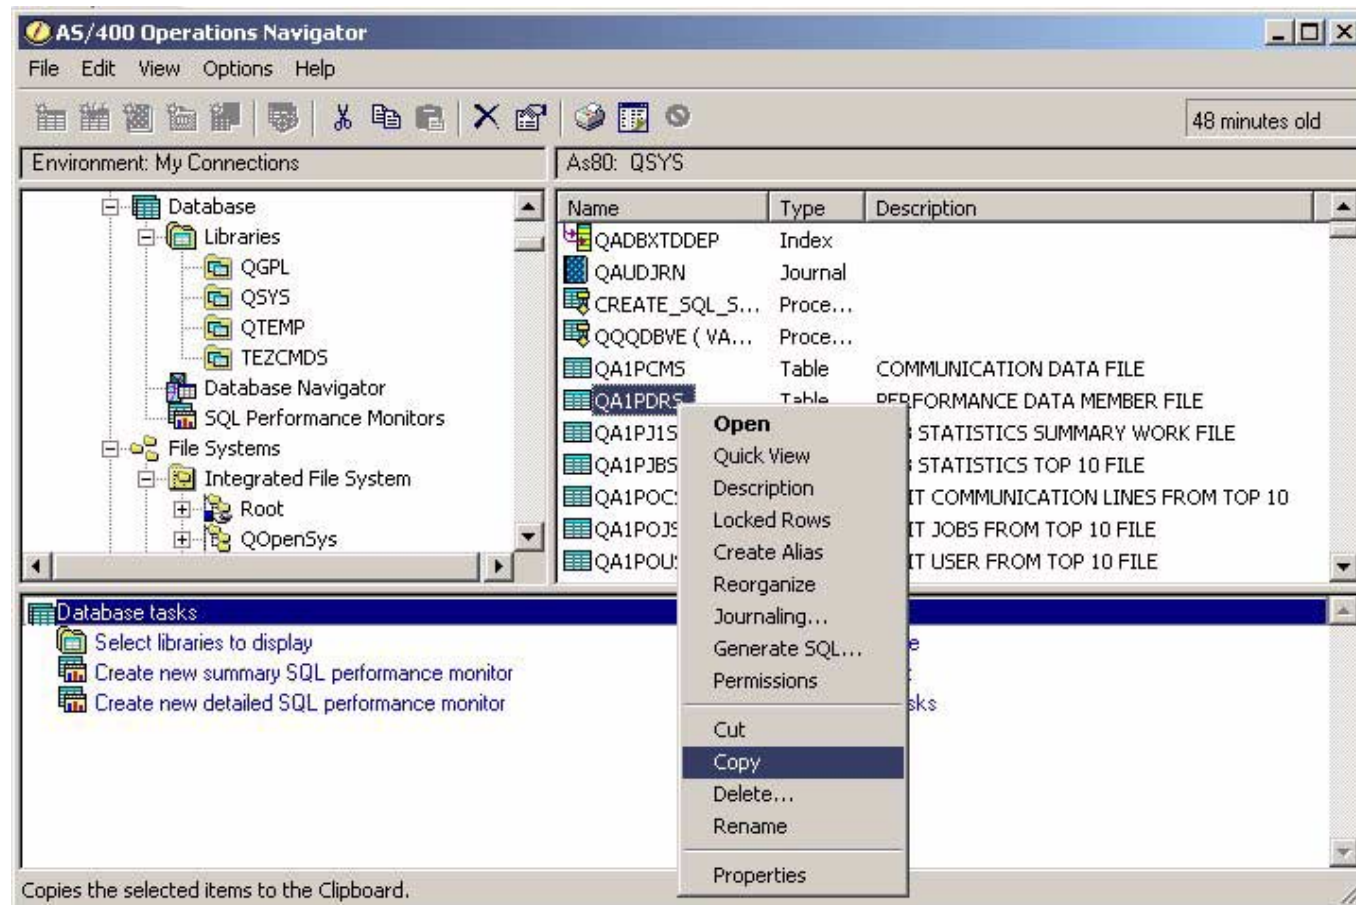 AS/400 Operations Navigator
File Edit View Options Help
48 minutes old
Environment: My Connections
As80: QSYS
Database
Libraries
QGPL
QSYS
QTEMP
TEZCMDS
Database Navigator
SQL Performance Monitors
File Systems
Integrated File System
Root
QOpenSys
Name Type Description
QADBXTDDEP Index
QAUDJRN Journal
CREATE_SQL_S... Proce...
QQQDBVE ( VA... Proce...
QA1PCMS Table COMMUNICATION DATA FILE
QA1PDRS Table PERFORMANCE DATA MEMBER FILE
QA1PJ1S STATISTICS SUMMARY WORK FILE
QA1PJBS STATISTICS TOP 10 FILE
QA1POCS IT COMMUNICATION LINES FROM TOP 10
QA1POJS IT JOBS FROM TOP 10 FILE
QA1POU IT USER FROM TOP 10 FILE
Open
Quick View
Description
Locked Rows
Create Alias
Reorganize
Journaling...
Generate SQL...
Permissions
Cut
Copy
Delete...
Rename
Properties
Database tasks
Select libraries to display
Create new summary SQL performance monitor
Create new detailed SQL performance monitor
sks
Copies the selected items to the Clipboard.